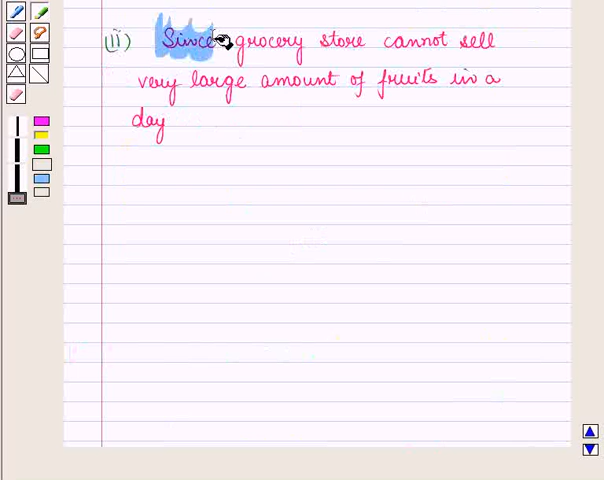 (ii) Since grocery store cannot sell
very large amount of fruits in a
day